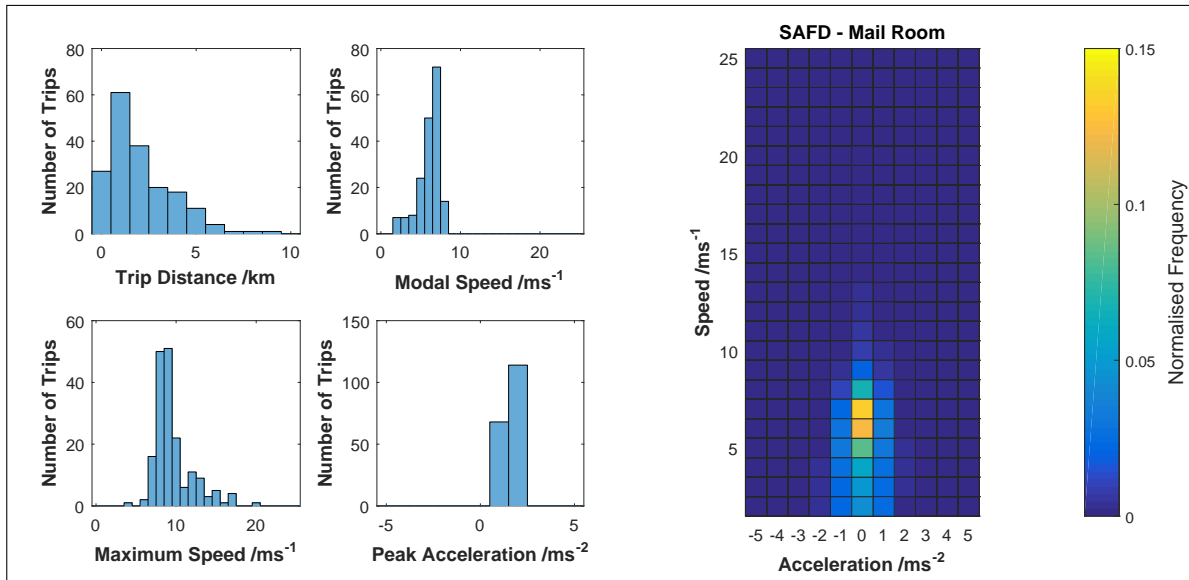 80
60
40
20
0
Number of Trips
0 5 10
Trip Distance /km
80
60
40
20
0
Number of Trips
0 10 20
Modal Speed /ms-1
60
40
20
0
Number of Trips
0 10 20
Maximum Speed /ms-1
150
100
50
0
Number of Trips
-5 0 5
Peak Acceleration /ms-2
SAFD - Mail Room
25
20
15
10
5
Speed /ms-1
-5 -4 -3 -2 -1 0 1 2 3 4 5
Acceleration /ms-2
0.15
0.1
0.05
0
Normalised Frequency